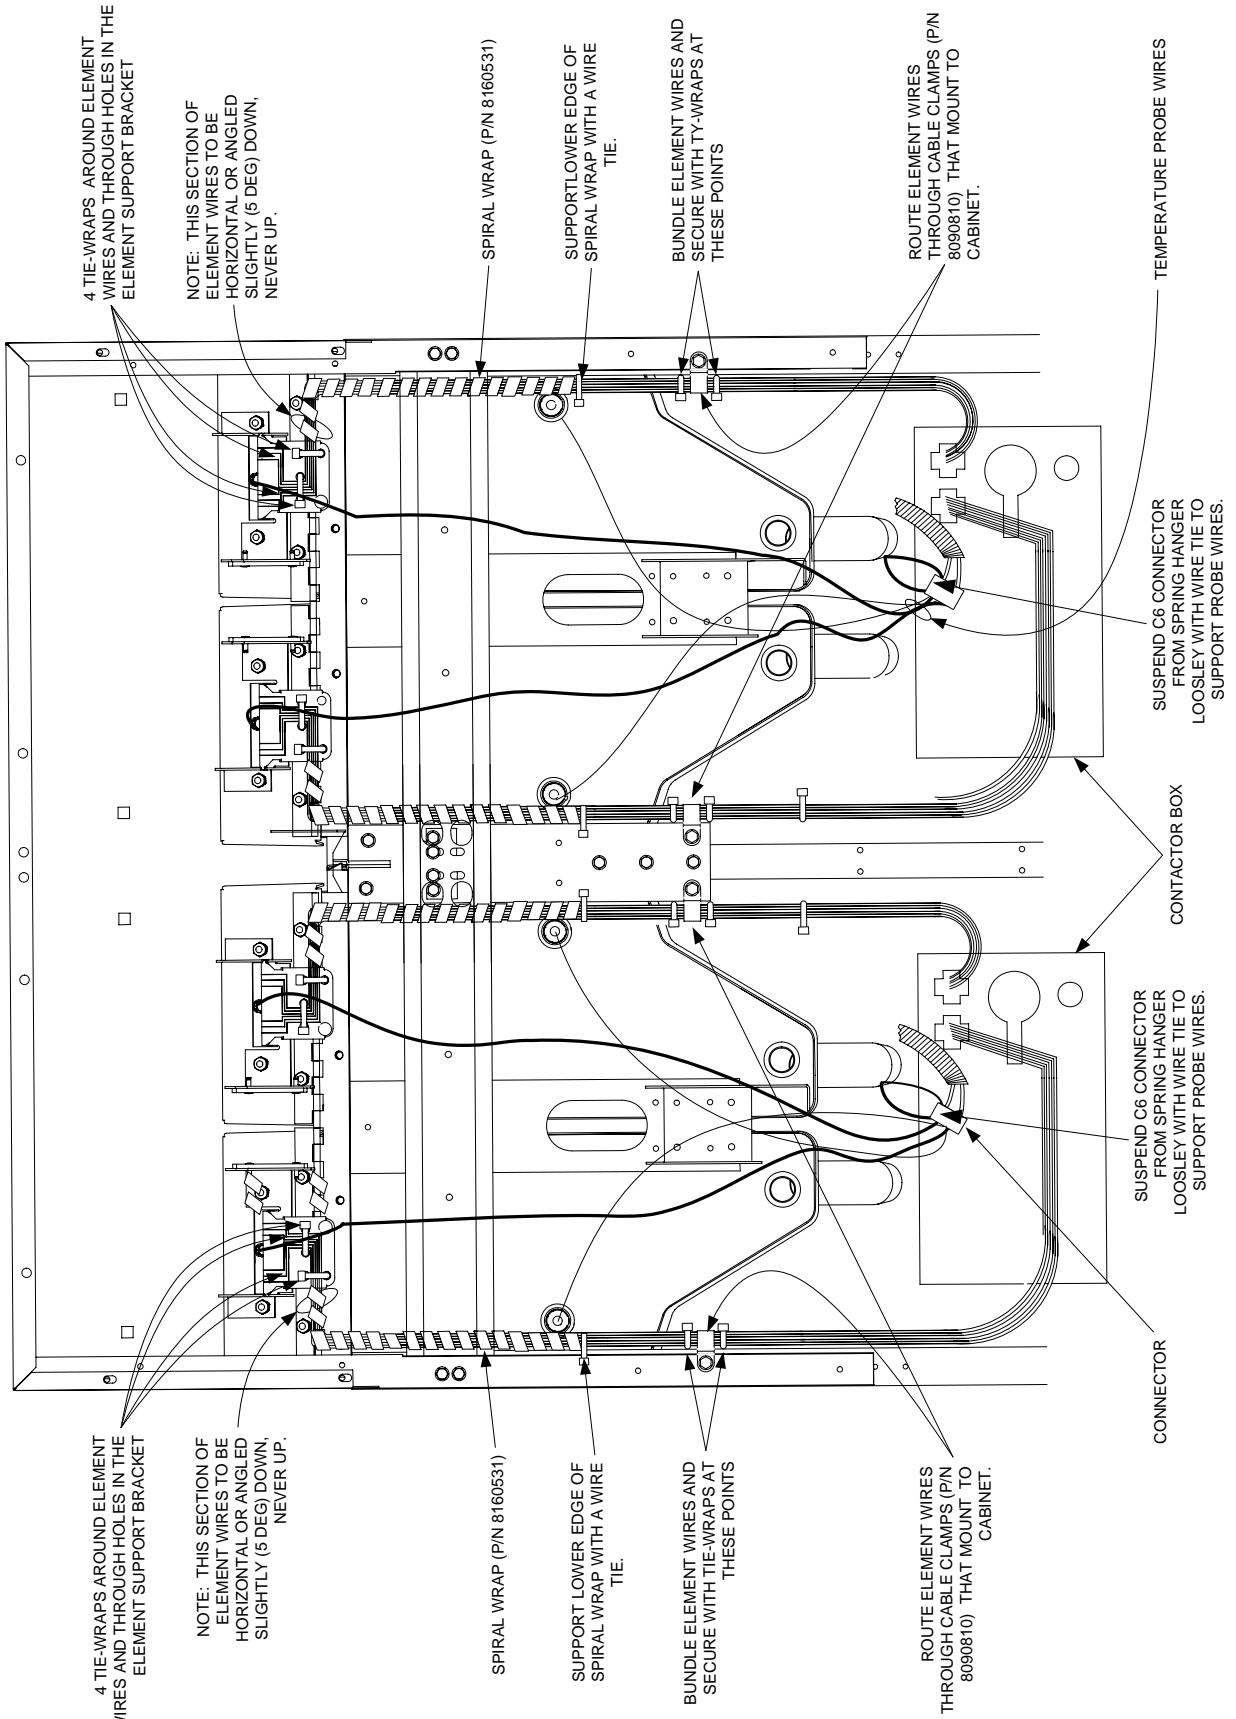 4 TIE-WRAPS AROUND ELEMENT
WIRES AND THROUGH HOLES IN THE
ELEMENT SUPPORT BRACKET
NOTE: THIS SECTION OF
ELEMENT WIRES TO BE
HORIZONTAL OR ANGLED
SLIGHTLY (5 DEG) DOWN,
NEVER UP.
SPIRAL WRAP (P/N 8160531)
SUPPORT LOWER EDGE OF
SPIRAL WRAP WITH A WIRE
TIE.
BUNDLE ELEMENT WIRES AND
SECURE WITH TIE-WRAPS AT
THESE POINTS
ROUTE ELEMENT WIRES
THROUGH CABLE CLAMPS (P/N
8090810) THAT MOUNT TO
CABINET.
CONNECTOR
SUSPEND C6 CONNECTOR
FROM SPRING HANGER
LOOSLEY WITH WIRE TIE TO
SUPPORT PROBE WIRES.
CONTACTOR BOX
SUSPEND C6 CONNECTOR
FROM SPRING HANGER
LOOSLEY WITH WIRE TIE TO
SUPPORT PROBE WIRES.
4 TIE-WRAPS AROUND ELEMENT
WIRES AND THROUGH HOLES IN THE
ELEMENT SUPPORT BRACKET
NOTE: THIS SECTION OF
ELEMENT WIRES TO BE
HORIZONTAL OR ANGLED
SLIGHTLY (5 DEG) DOWN,
NEVER UP.
SPIRAL WRAP (P/N 8160531)
SUPPORTLOWER EDGE OF
SPIRAL WRAP WITH A WIRE
TIE.
BUNDLE ELEMENT WIRES AND
SECURE WITH TY-WRAPS AT
THESE POINTS
ROUTE ELEMENT WIRES
THROUGH CABLE CLAMPS (P/N
8090810) THAT MOUNT TO
CABINET.
TEMPERATURE PROBE WIRES